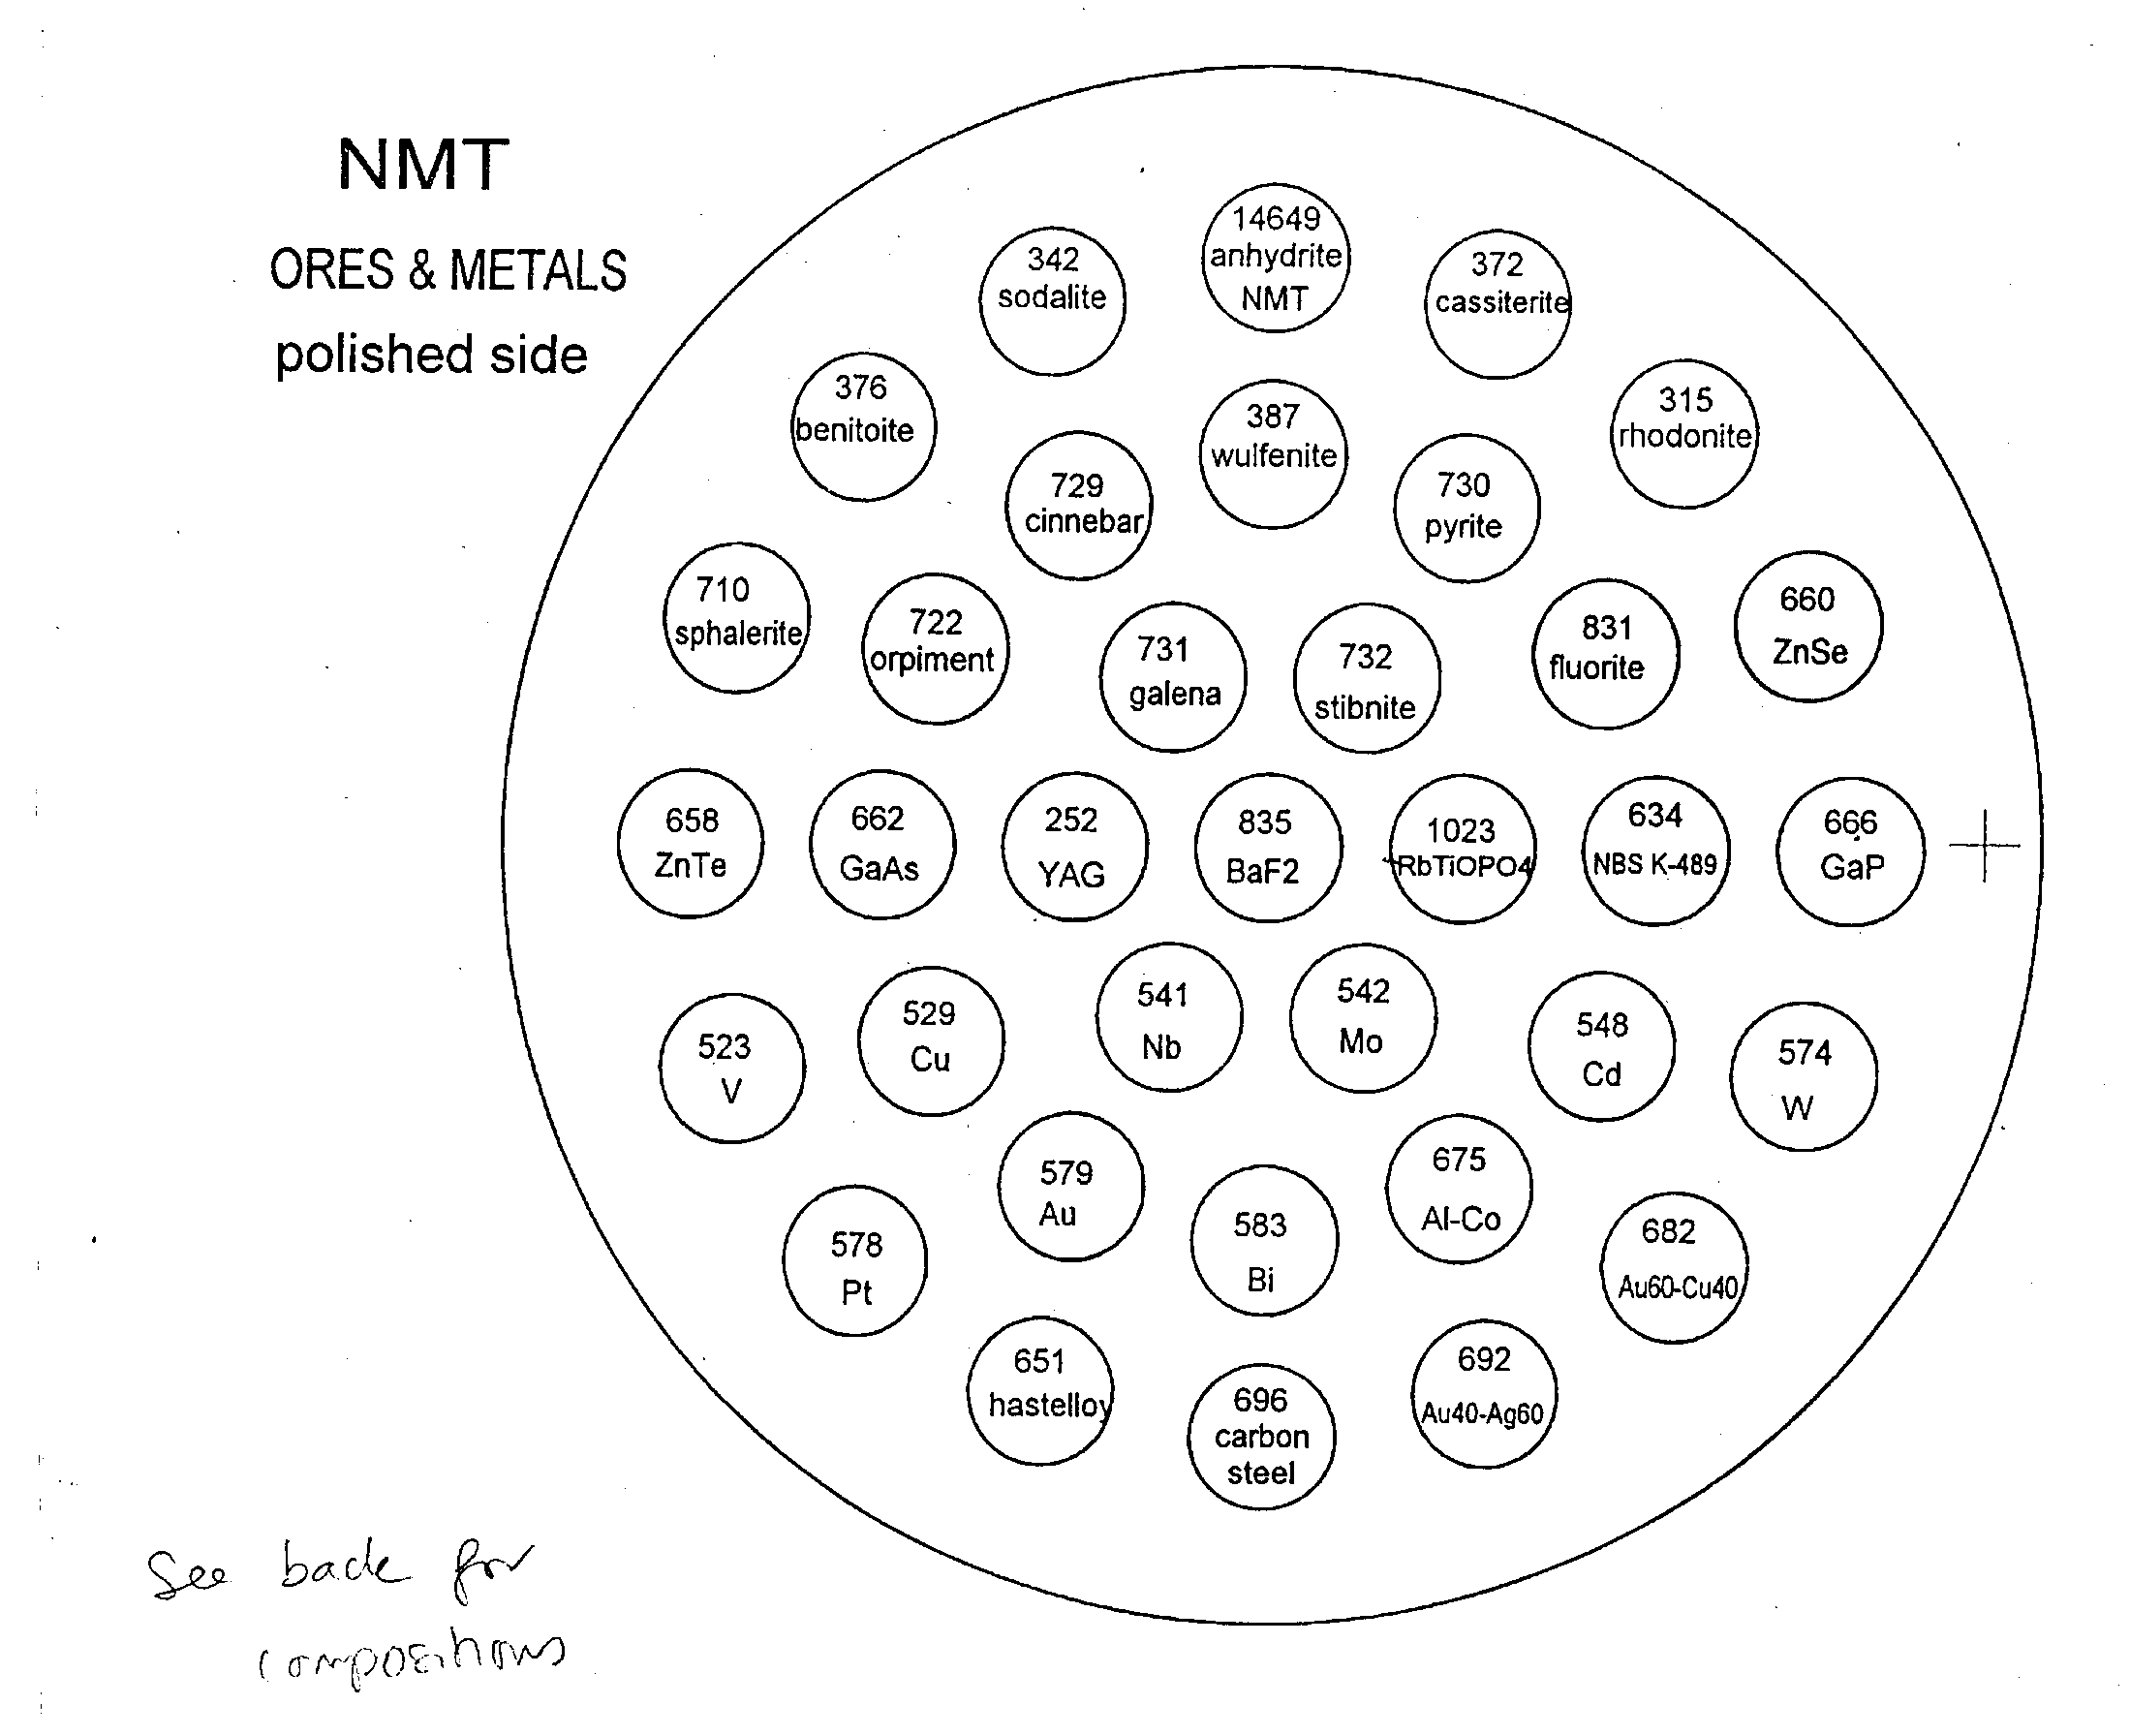 NMT
ORES & METALS
polished side
14649
anhydrite
NMT
342
sodalite
372
cassiterite
376
benitoite
387
wulfenite
315
rhodonite
729
cinnebar
730
pyrite
710
sphalerite
722
orpiment
731
galena
732
stibnite
831
fluorite
660
ZnSe
658
ZnTe
662
GaAs
252
YAG
835
BaF2
1023
RbTiOPO4
634
NBS K-489
666
GaP
523
V
529
Cu
541
Nb
542
Mo
548
Cd
574
W
578
Pt
579
Au
583
Bi
675
Al-Co
682
Au60-Cu40
651
hastelloy
696
carbon
steel
692
Au40-Ag60
See back for
compositions